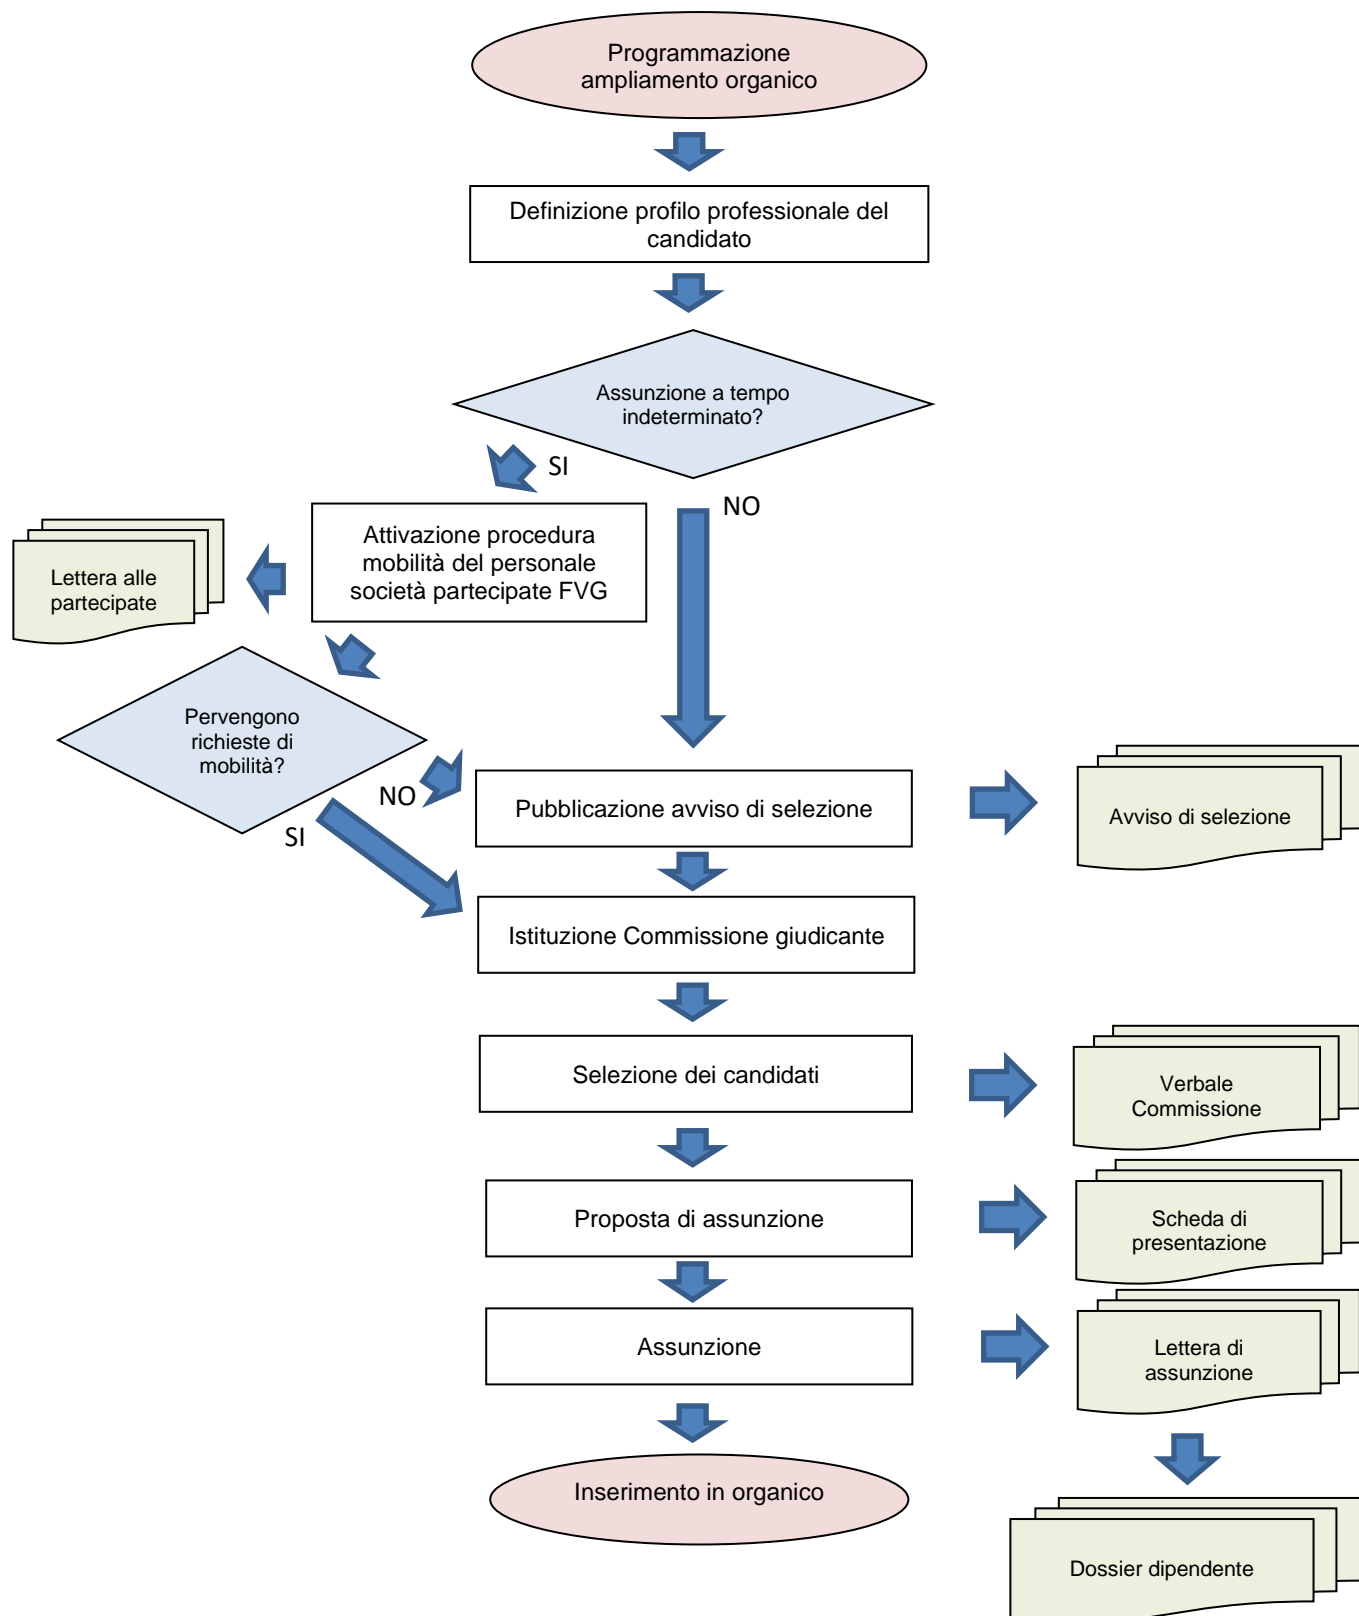 Programmazione
ampliamento organico
Definizione profilo professionale del
candidato
Assunzione a tempo
indeterminato?
SI
NO
Attivazione procedura
mobilità del personale
società partecipate FVG
Lettera alle
partecipate
Pervengono
richieste di
mobilità?
NO
SI
Pubblicazione avviso di selezione
Avviso di selezione
Istituzione Commissione giudicante
Selezione dei candidati
Verbale
Commissione
Proposta di assunzione
Scheda di
presentazione
Assunzione
Lettera di
assunzione
Inserimento in organico
Dossier dipendente